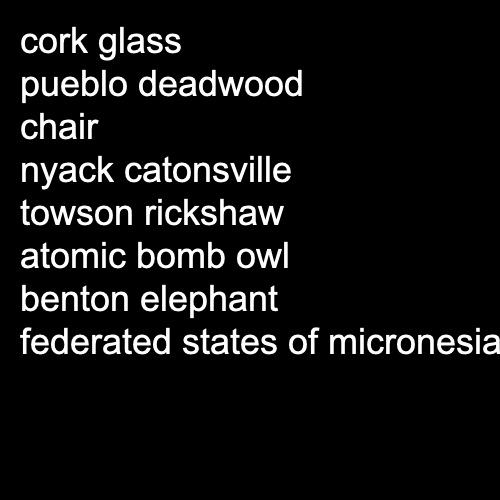 cork glass
pueblo deadwood
chair
nyack catonsville
towson rickshaw
atomic bomb owl
benton elephant
federated states of micronesia